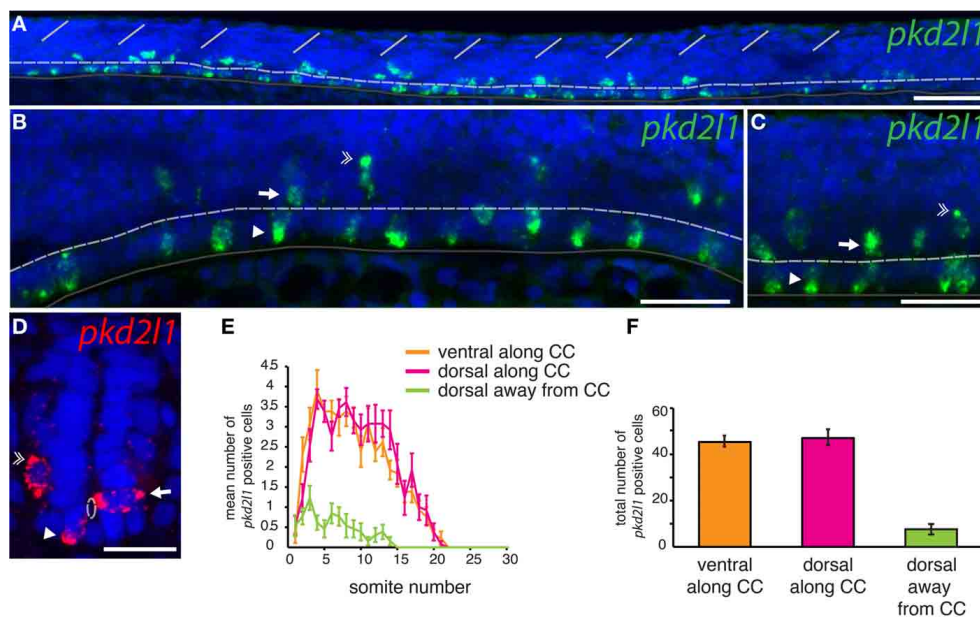 A
pkd2l1
B
pkd2l1
C
pkd2l1
D
pkd2l1
E
ventral along CC
dorsal along CC
dorsal away from CC
mean number of
pkd2l1 positive cells
4.5
4
3.5
3
2.5
2
1.5
1
0.5
0
0 5 10 15 20 25 30
somite number
F
total number of
pkd2l1 positive cells
60
40
20
0
ventral
along CC
dorsal
along CC
dorsal
away
from CC